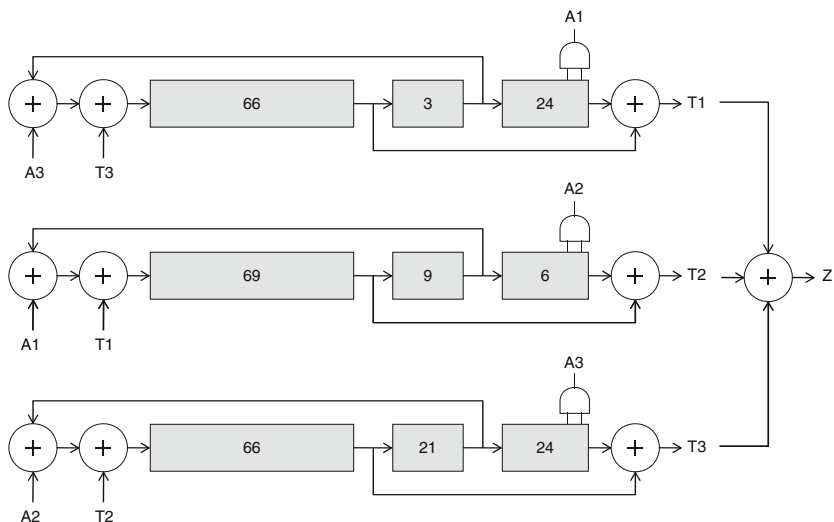 A1
+ + 66 3 24 + T1
A3 T3
A2
+ + 69 9 6 + T2 + Z
A1 T1
A3
+ + 66 21 24 + T3
A2 T2